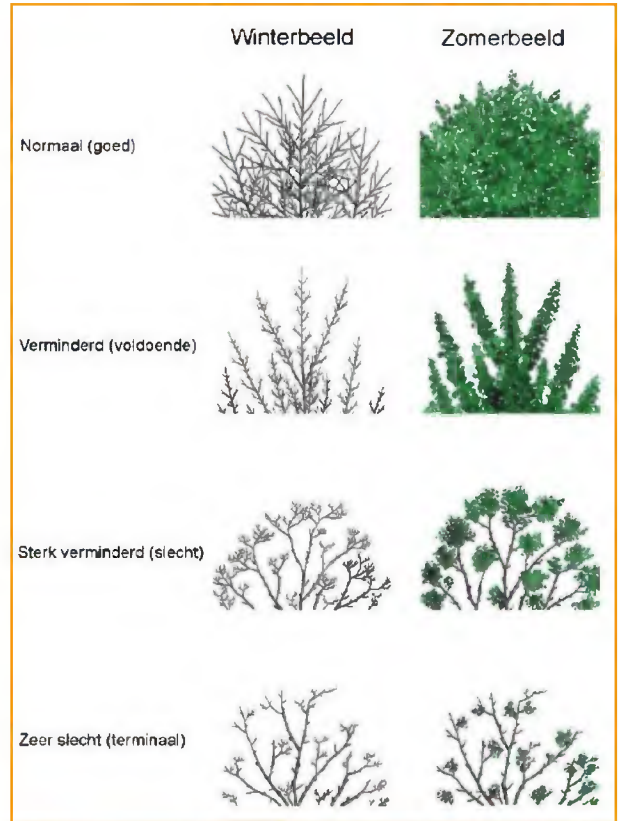 Winterbeeld Zomerbeeld
Normaal (goed)
Verminderd (voldoende)
Sterk verminderd (slecht)
Zeer slecht (terminaal)